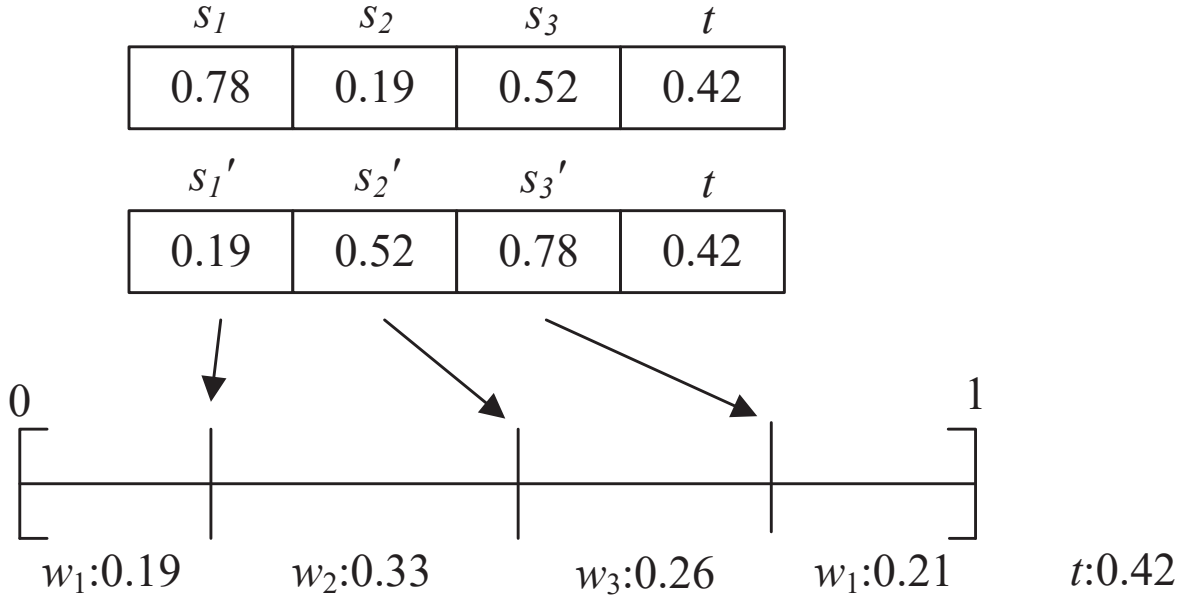 s1 s2 s3 t
0.78 0.19 0.52 0.42
s1' s2' s3' t
0.19 0.52 0.78 0.42
0 1
w1:0.19 w2:0.33 w3:0.26 w1:0.21 t:0.42